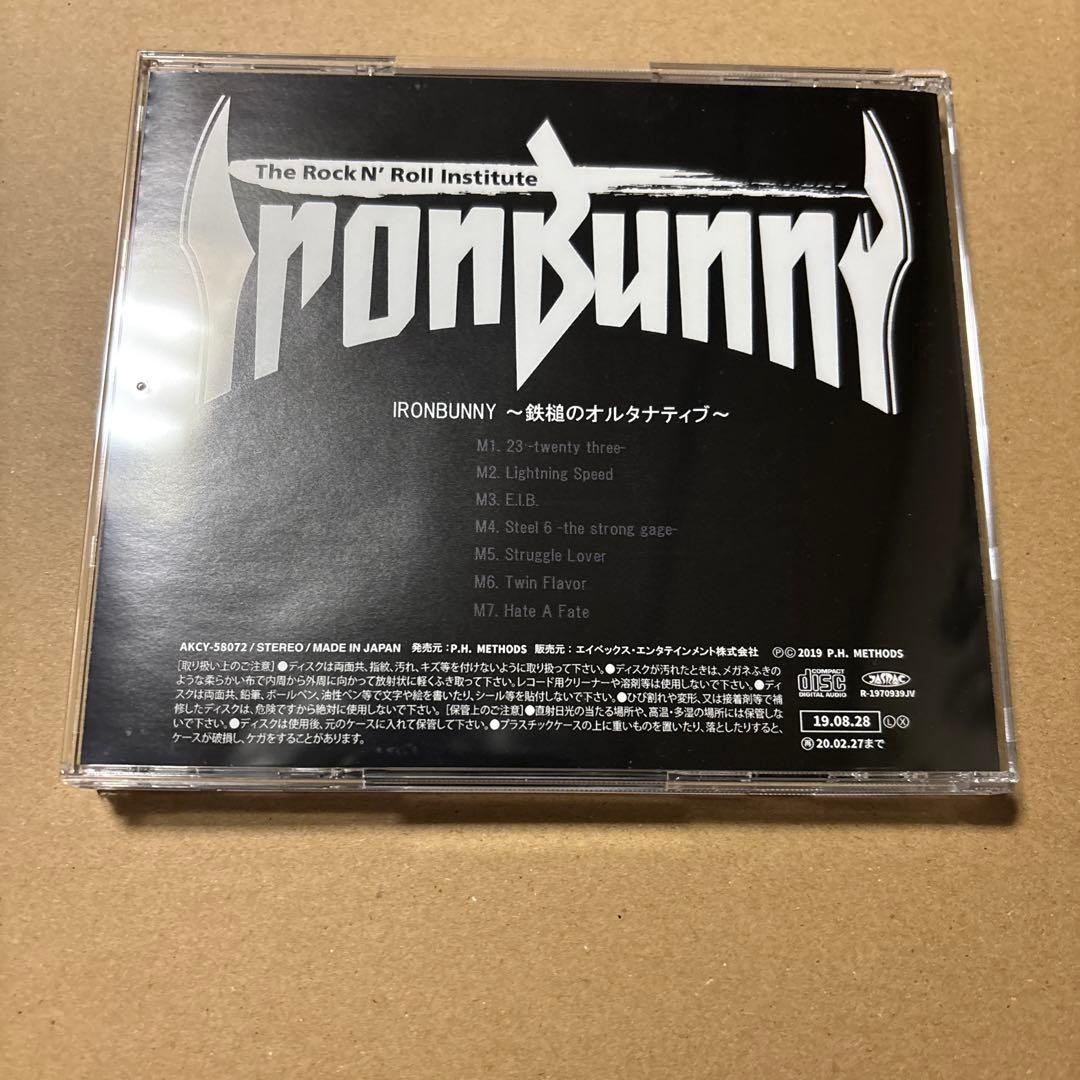 The Rock N' Roll Institute
IronBunny
IRONBUNNY ～鉄槌のオルタナティブ～
M1. 23 -twenty three-
M2. Lightning Speed
M3. E.I.B.
M4. Steel 6 -the strong gage-
M5. Struggle Lover
M6. Twin Flavor
M7. Hate A Fate
AKCY-58072 / STEREO / MADE IN JAPAN 発売元：P.H. METHODS 販売元：エイベックス・エンタテインメント株式会社 ⓅⒸ2019 P.H. METHODS
［取り扱い上のご注意］●ディスクは両面共、指紋、汚れ、キズ等を付けないように取り扱って下さい。●ディスクが汚れたときは、メガネふきの
ような柔らかい布で内周から外周に向かって放射状に軽くふき取って下さい。レコード用クリーナーや溶剤等は使用しないで下さい。●ディ
スクは両面共、鉛筆、ボールペン、油性ペン等で文字や絵を書いたり、シール等を貼付しないで下さい。●ひび割れや変形、又は接着剤等で補
修したディスクは、危険ですから絶対に使用しないで下さい。［保管上のご注意］●直射日光の当たる場所や、高温・多湿の場所には保管しな
いで下さい。●ディスクは使用後、元のケースに入れて保管して下さい。●プラスチックケースの上に重いものを置いたり、落としたりすると、
ケースが破損し、ケガをすることがあります。
COMPACT
disc
DIGITAL AUDIO
JASRAC
R-1970939JV
19.08.28 ⓁⓍ
㋐20.02.27まで